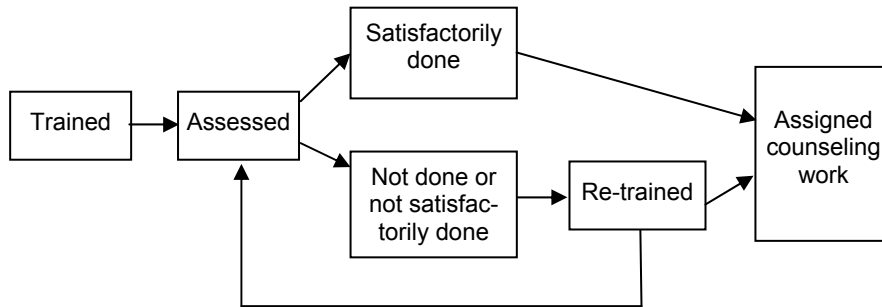 Trained
Assessed
Satisfactorily
done
Not done or
not satisfac-
torily done
Re-trained
Assigned
counseling
work